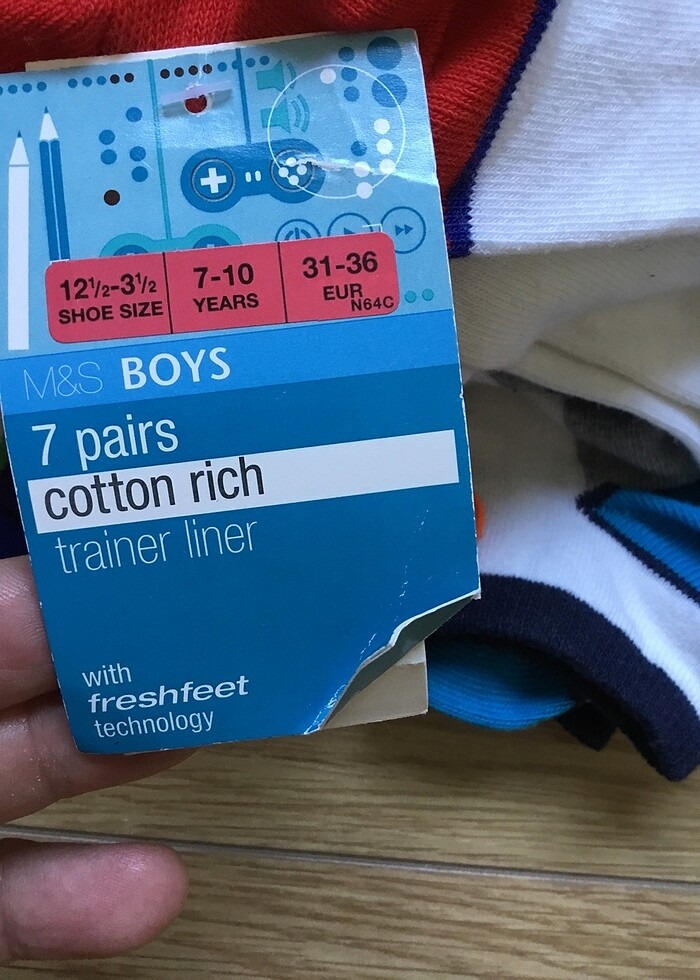 12½-3½
SHOE SIZE
7-10
YEARS
31-36
EUR
N64C
M&S BOYS
7 pairs
cotton rich
trainer liner
with
freshfeet
technology